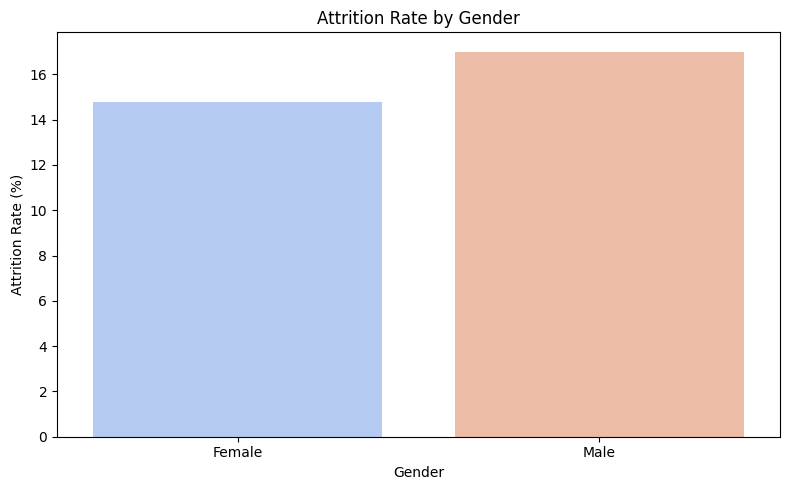 Attrition Rate by Gender
Attrition Rate (%)
16
14
12
10
8
6
4
2
0
Female
Male
Gender